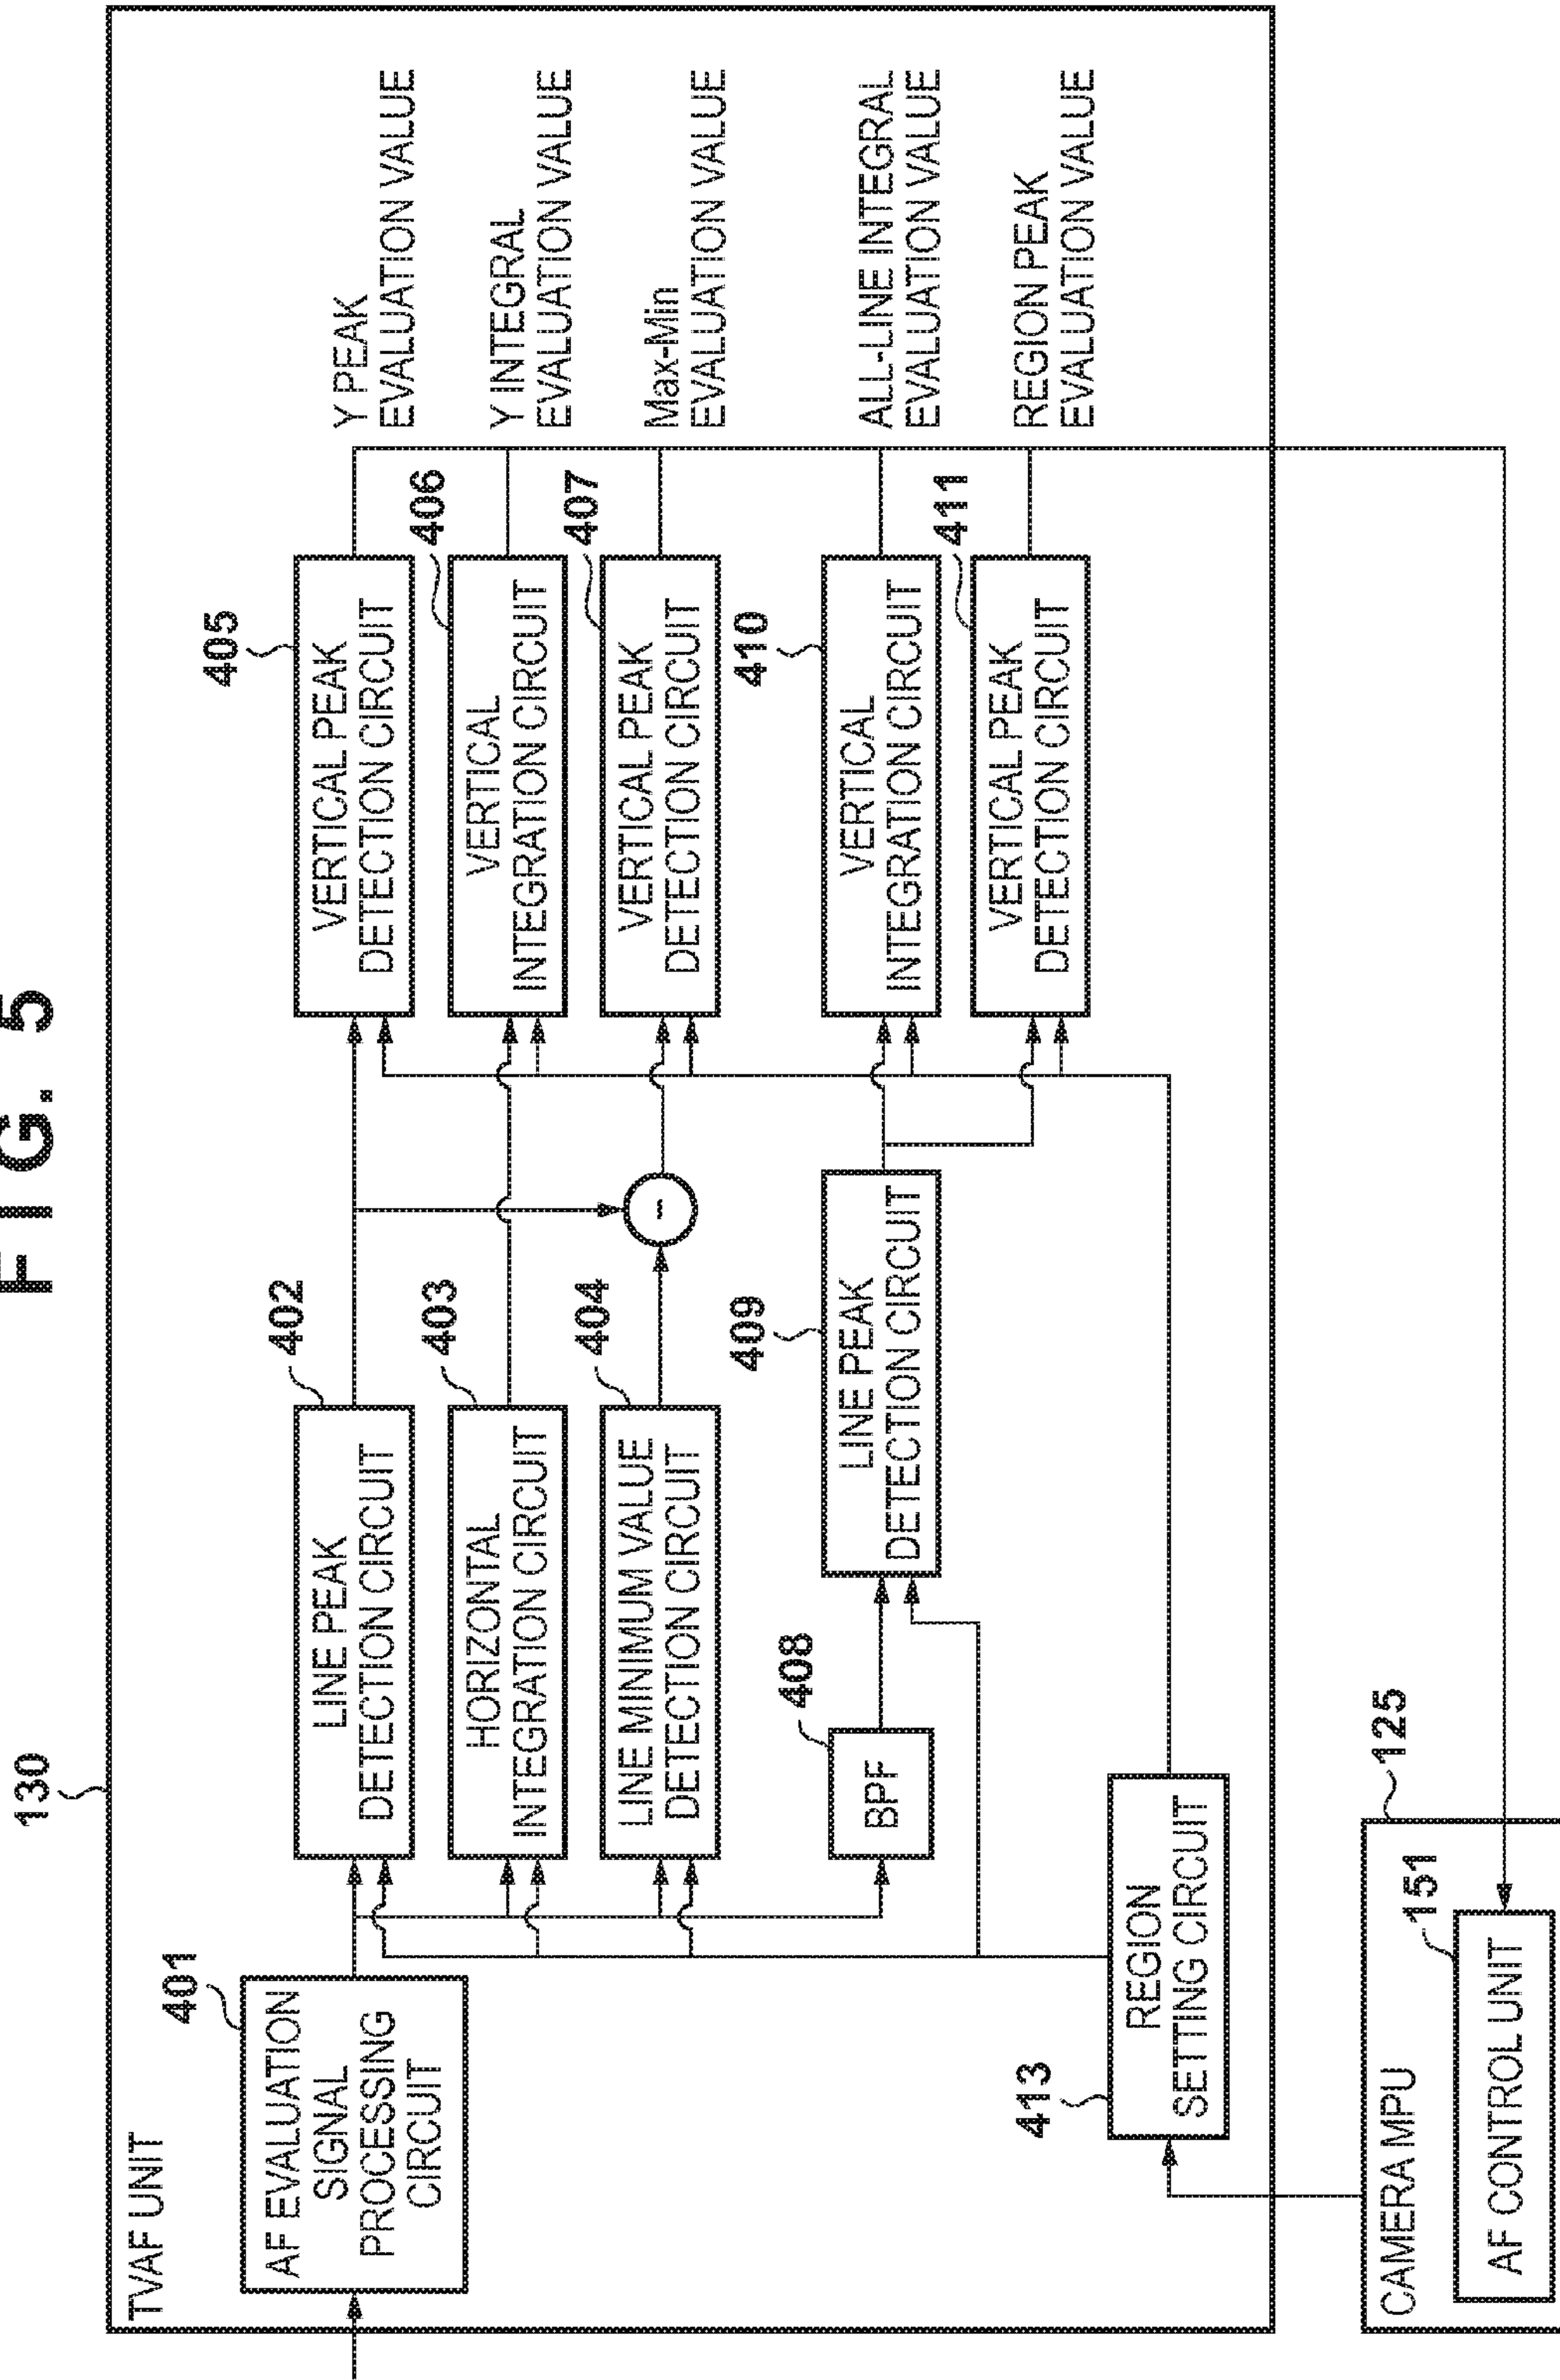 FIG. 5
130
TVAF UNIT
401
AF EVALUATION
SIGNAL
PROCESSING
CIRCUIT
402
LINE PEAK
DETECTION CIRCUIT
403
HORIZONTAL
INTEGRATION CIRCUIT
404
LINE MINIMUM VALUE
DETECTION CIRCUIT
-
408
BPF
409
LINE PEAK
DETECTION CIRCUIT
405
VERTICAL PEAK
DETECTION CIRCUIT
406
VERTICAL
INTEGRATION CIRCUIT
407
VERTICAL PEAK
DETECTION CIRCUIT
410
VERTICAL
INTEGRATION CIRCUIT
411
VERTICAL PEAK
DETECTION CIRCUIT
Y PEAK
EVALUATION VALUE
Y INTEGRAL
EVALUATION VALUE
Max-Min
EVALUATION VALUE
ALL-LINE INTEGRAL
EVALUATION VALUE
REGION PEAK
EVALUATION VALUE
413
REGION
SETTING CIRCUIT
125
CAMERA MPU
151
AF CONTROL UNIT